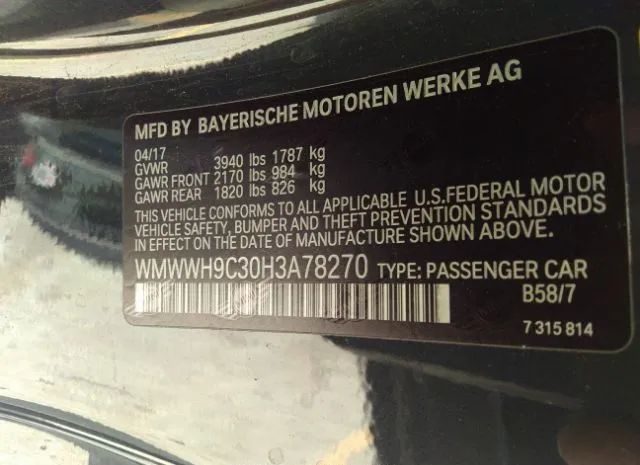 MFD BY BAYERISCHE MOTOREN WERKE AG
04/17
GVWR 3940 lbs 1787 kg
GAWR FRONT 2170 lbs 984 kg
GAWR REAR 1820 lbs 826 kg
THIS VEHICLE CONFORMS TO ALL APPLICABLE U.S.FEDERAL MOTOR
VEHICLE SAFETY, BUMPER AND THEFT PREVENTION STANDARDS
IN EFFECT ON THE DATE OF MANUFACTURE SHOWN ABOVE.
WMWWH9C30H3A78270 TYPE: PASSENGER CAR
B58/7
7 315 814